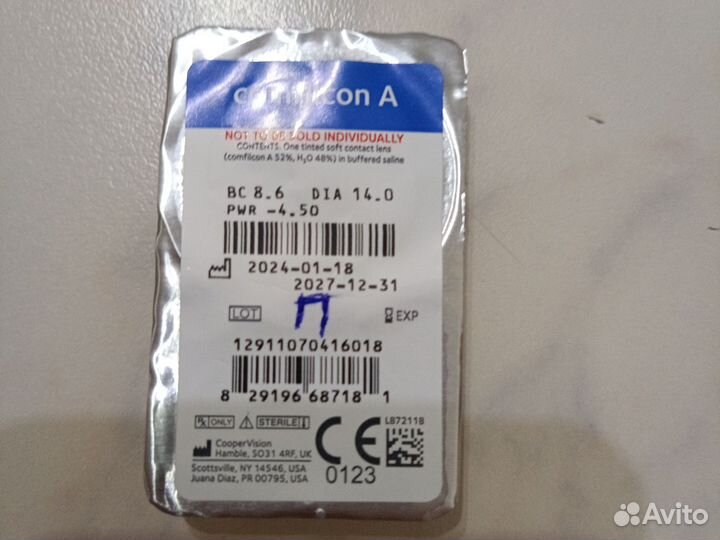 comfilcon A
NOT TO BE SOLD INDIVIDUALLY
CONTENTS: One tinted soft contact lens
(comfilcon A 52%, H₂O 48%) in buffered saline
BC 8.6 DIA 14.0
PWR -4.50
2024-01-18
2027-12-31
LOT П EXP
12911070416018
8 29196 68718 1
Rx ONLY STERILE
L872118
CooperVision
Hamble, SO31 4RF, UK
Scottsville, NY 14546, USA
Juana Diaz, PR 00795, USA
CE
0123
Avito